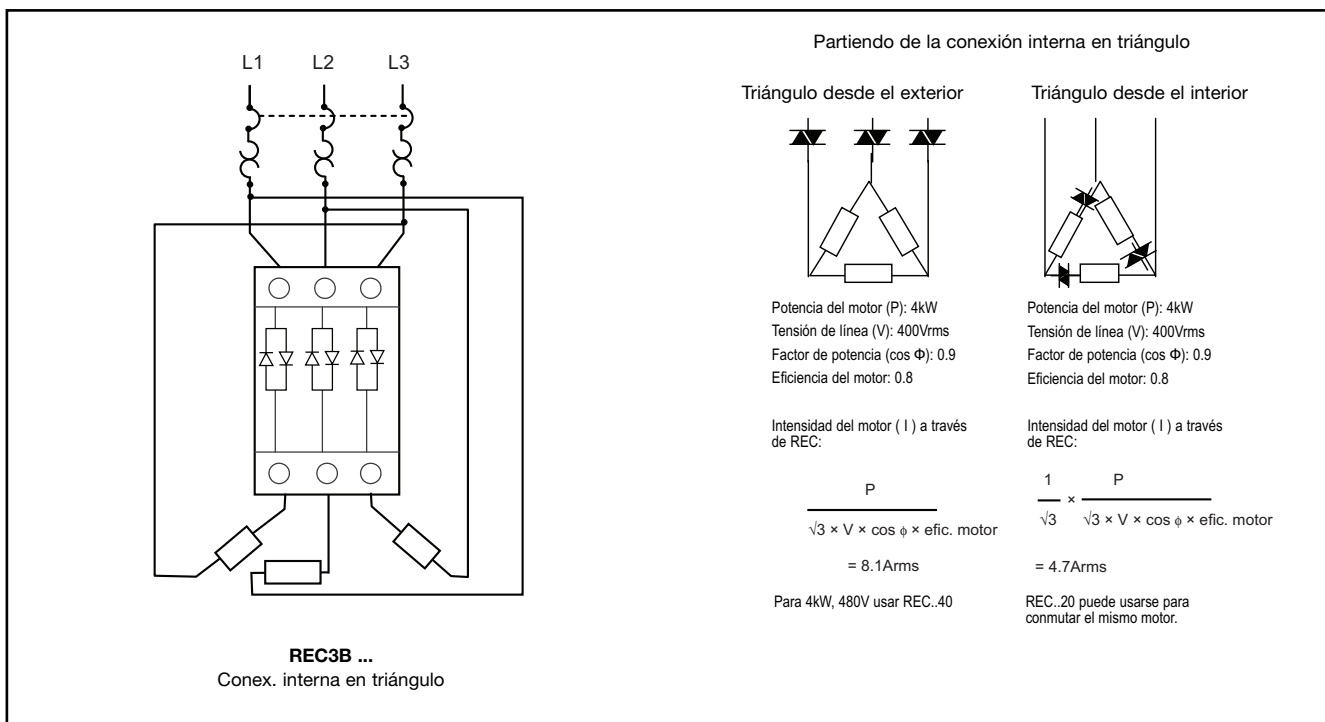 L1 L2 L3
REC3B ...
Conex. interna en triángulo
Partiendo de la conexión interna en triángulo
Triángulo desde el exterior
Potencia del motor (P): 4kW
Tensión de línea (V): 400Vrms
Factor de potencia (cos Φ): 0.9
Eficiencia del motor: 0.8
Intensidad del motor ( I ) a través
de REC:
P
√3 × V × cos ϕ × efic. motor
= 8.1Arms
Para 4kW, 480V usar REC..40
Triángulo desde el interior
Potencia del motor (P): 4kW
Tensión de línea (V): 400Vrms
Factor de potencia (cos Φ): 0.9
Eficiencia del motor: 0.8
Intensidad del motor ( I ) a través
de REC:
1 P
×
√3 √3 × V × cos ϕ × efic. motor
= 4.7Arms
REC..20 puede usarse para
conmutar el mismo motor.